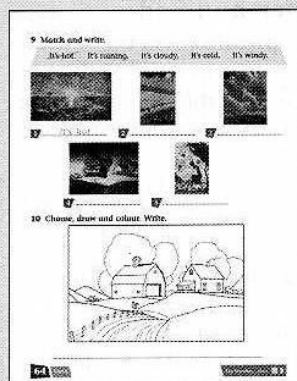 9 Match and write.
It's hot. It's raining. It's cloudy. It's cold. It's windy.
1 It's hot.
2
3
4
5
10 Choose, draw and colour. Write.
64